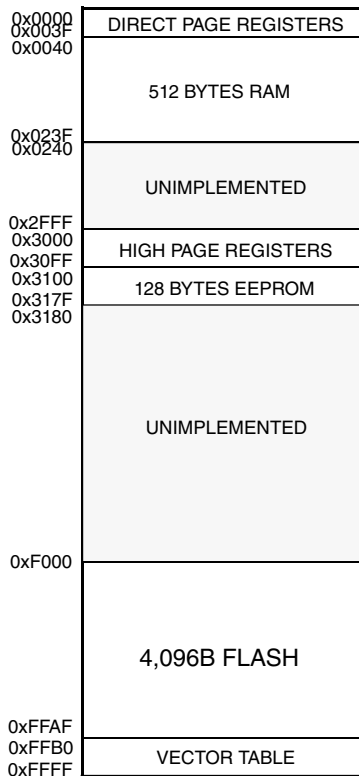 0x0000
DIRECT PAGE REGISTERS
0x003F
0x0040
512 BYTES RAM
0x023F
0x0240
UNIMPLEMENTED
0x2FFF
0x3000
HIGH PAGE REGISTERS
0x30FF
0x3100
128 BYTES EEPROM
0x317F
0x3180
UNIMPLEMENTED
0xF000
4,096B FLASH
0xFFAF
0xFFB0
VECTOR TABLE
0xFFFF